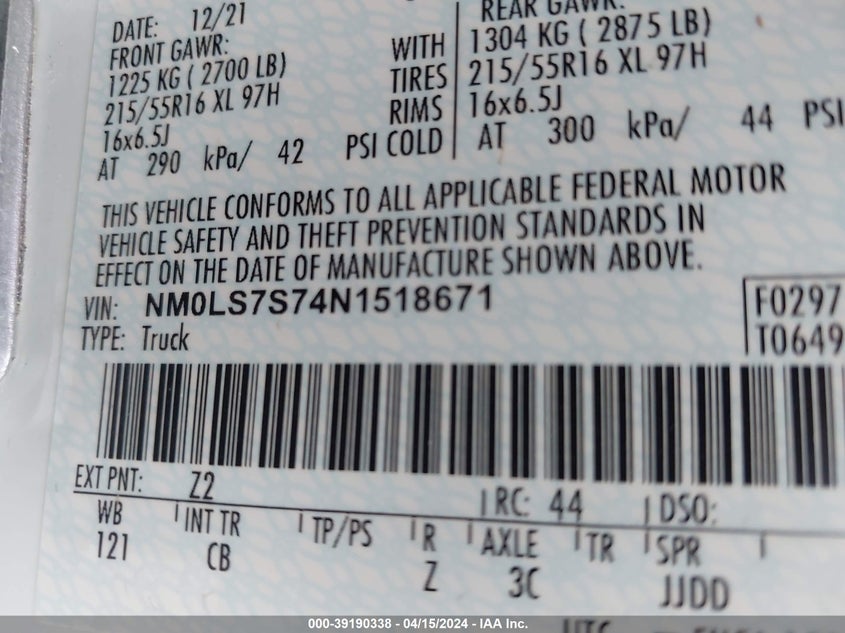 DATE: 12/21
FRONT GAWR:
1225 KG ( 2700 LB)
215/55R16 XL 97H
16x6.5J
AT 290 kPa/ 42 PSI COLD
WITH
TIRES
RIMS
REAR GAWR:
1304 KG ( 2875 LB)
215/55R16 XL 97H
16x6.5J
AT 300 kPa/ 44 PSI
THIS VEHICLE CONFORMS TO ALL APPLICABLE FEDERAL MOTOR
VEHICLE SAFETY AND THEFT PREVENTION STANDARDS IN
EFFECT ON THE DATE OF MANUFACTURE SHOWN ABOVE.
VIN: NM0LS7S74N1518671
TYPE: Truck
F0297
T0649
EXT PNT: Z2
RC: 44 DSO:
WB INT TR TP/PS R AXLE TR SPR
121 CB Z 3C JJDD
000-39190338 - 04/15/2024 - IAA Inc.